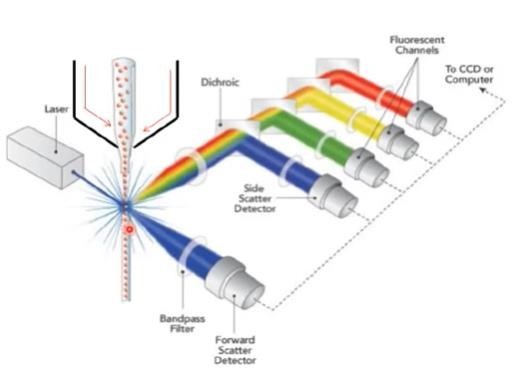 Fluorescent
Channels
To CCD or
Computer
Dichroic
Laser
Side
Scatter
Detector
Bandpass
Filter
Forward
Scatter
Detector